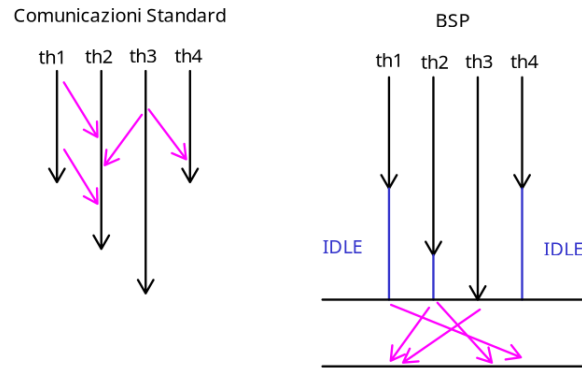 Comunicazioni Standard
th1 th2 th3 th4
BSP
th1 th2 th3 th4
IDLE
IDLE